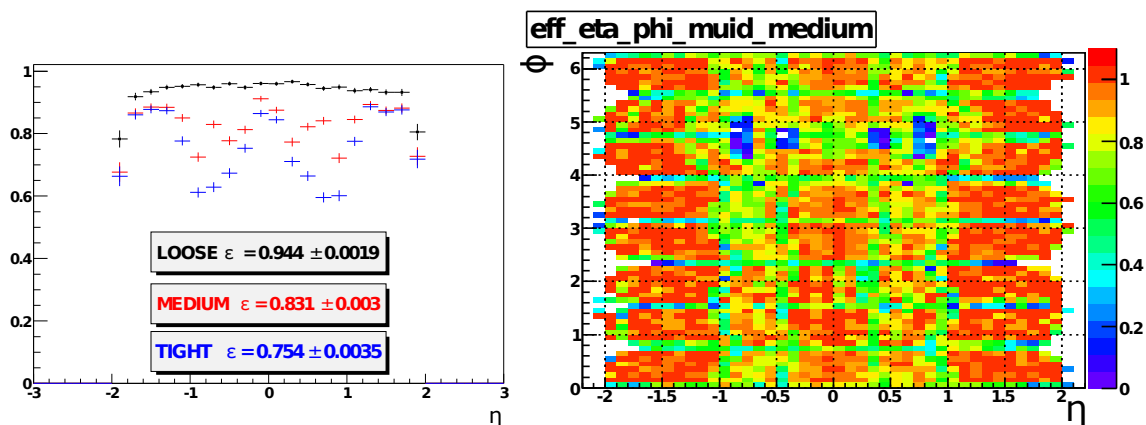 eff_eta_phi_muid_medium
1
0.8
0.6
0.4
0.2
0
LOOSE ε = 0.944 ± 0.0019
MEDIUM ε = 0.831 ± 0.003
TIGHT ε = 0.754 ± 0.0035
-3 -2 -1 0 1 2 3
η
ϕ
6
5
4
3
2
1
0
-2 -1.5 -1 -0.5 0 0.5 1 1.5 2
η
1
0.8
0.6
0.4
0.2
0